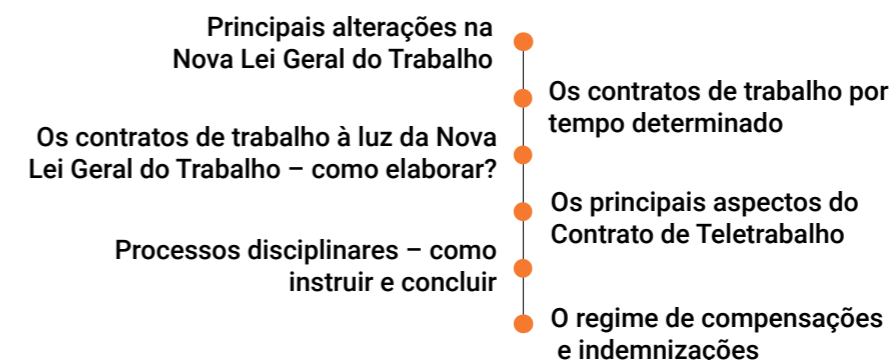 Principais alterações na
Nova Lei Geral do Trabalho
Os contratos de trabalho por
tempo determinado
Os contratos de trabalho à luz da Nova
Lei Geral do Trabalho – como elaborar?
Os principais aspectos do
Contrato de Teletrabalho
Processos disciplinares – como
instruir e concluir
O regime de compensações
e indemnizações